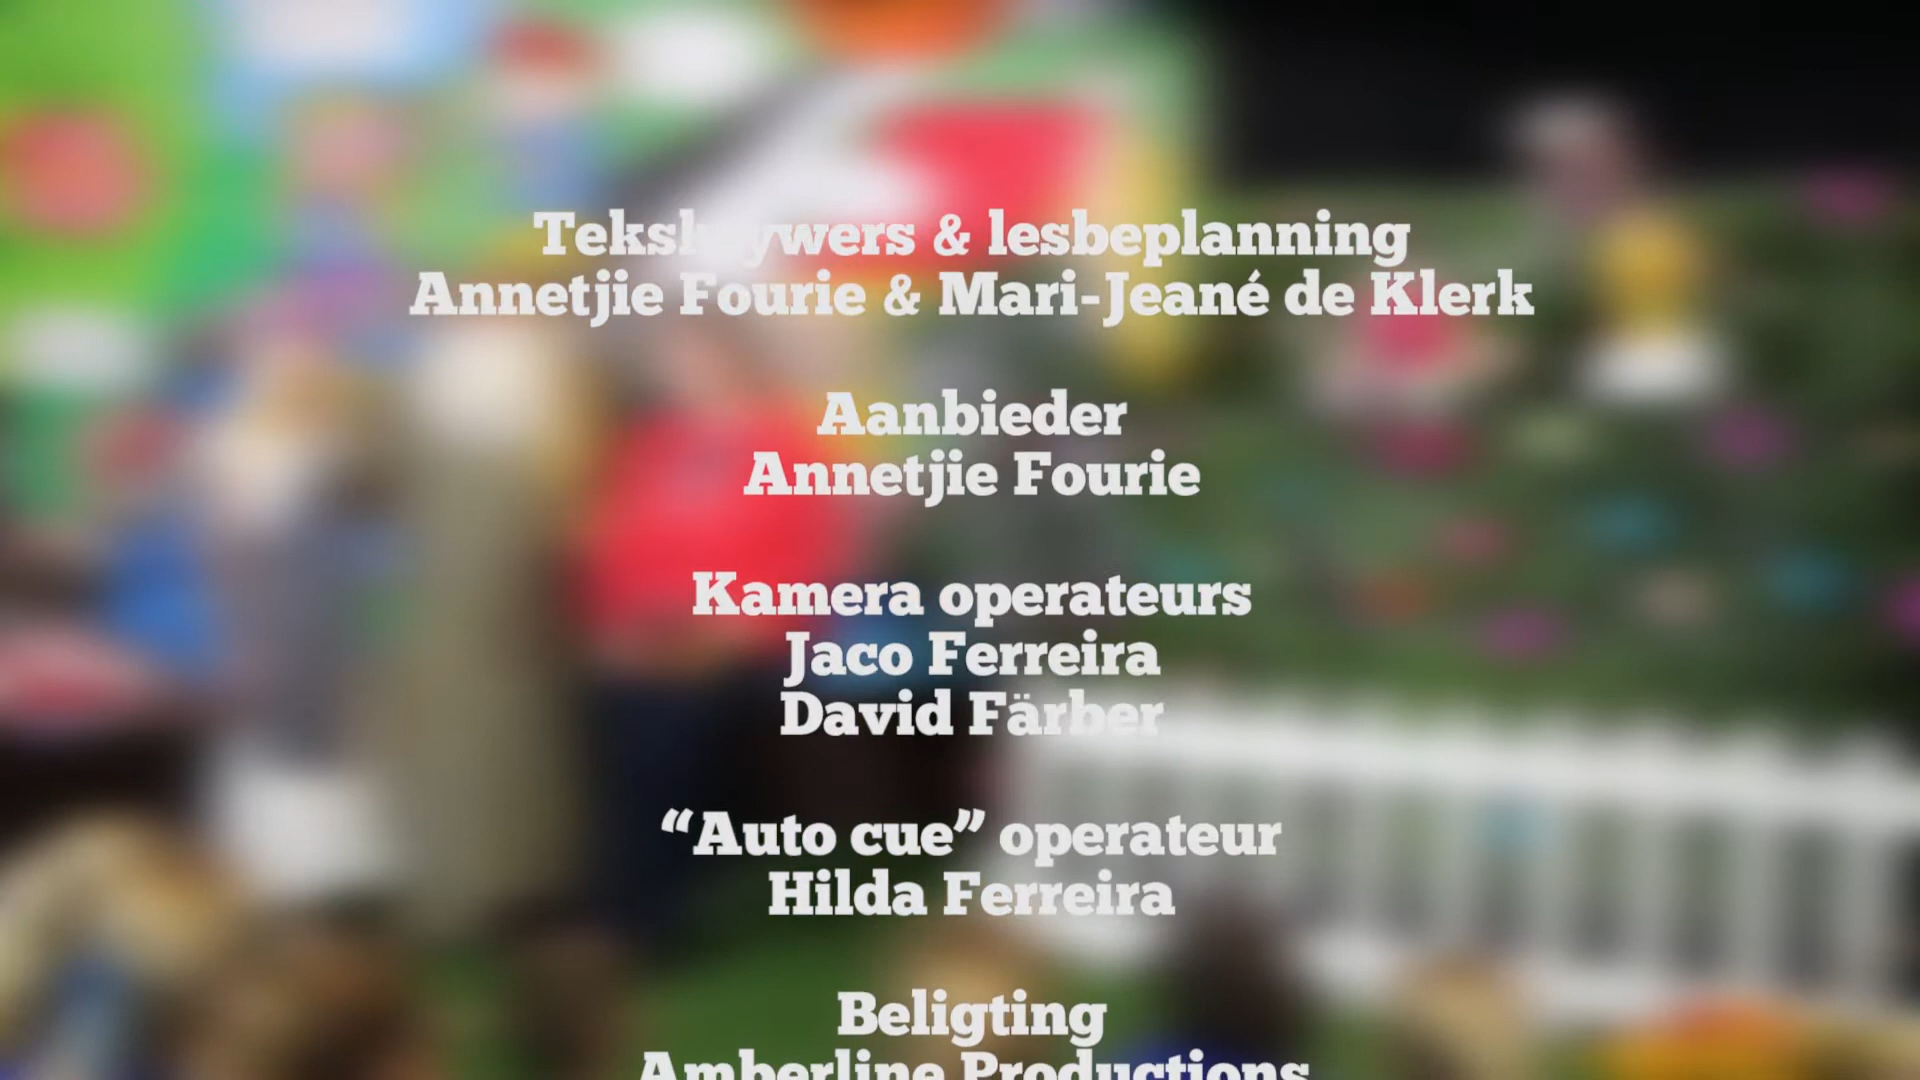 & lesbeplanning
Annetjie Fourie & Mari-Jeané de Klerk
Aanbieder
Annetjie Fourie
Kamera operateurs
Jaco Ferreira
David Färber
“Auto cue” operateur
Hilda Ferreira
Beligting
Amberline Productions